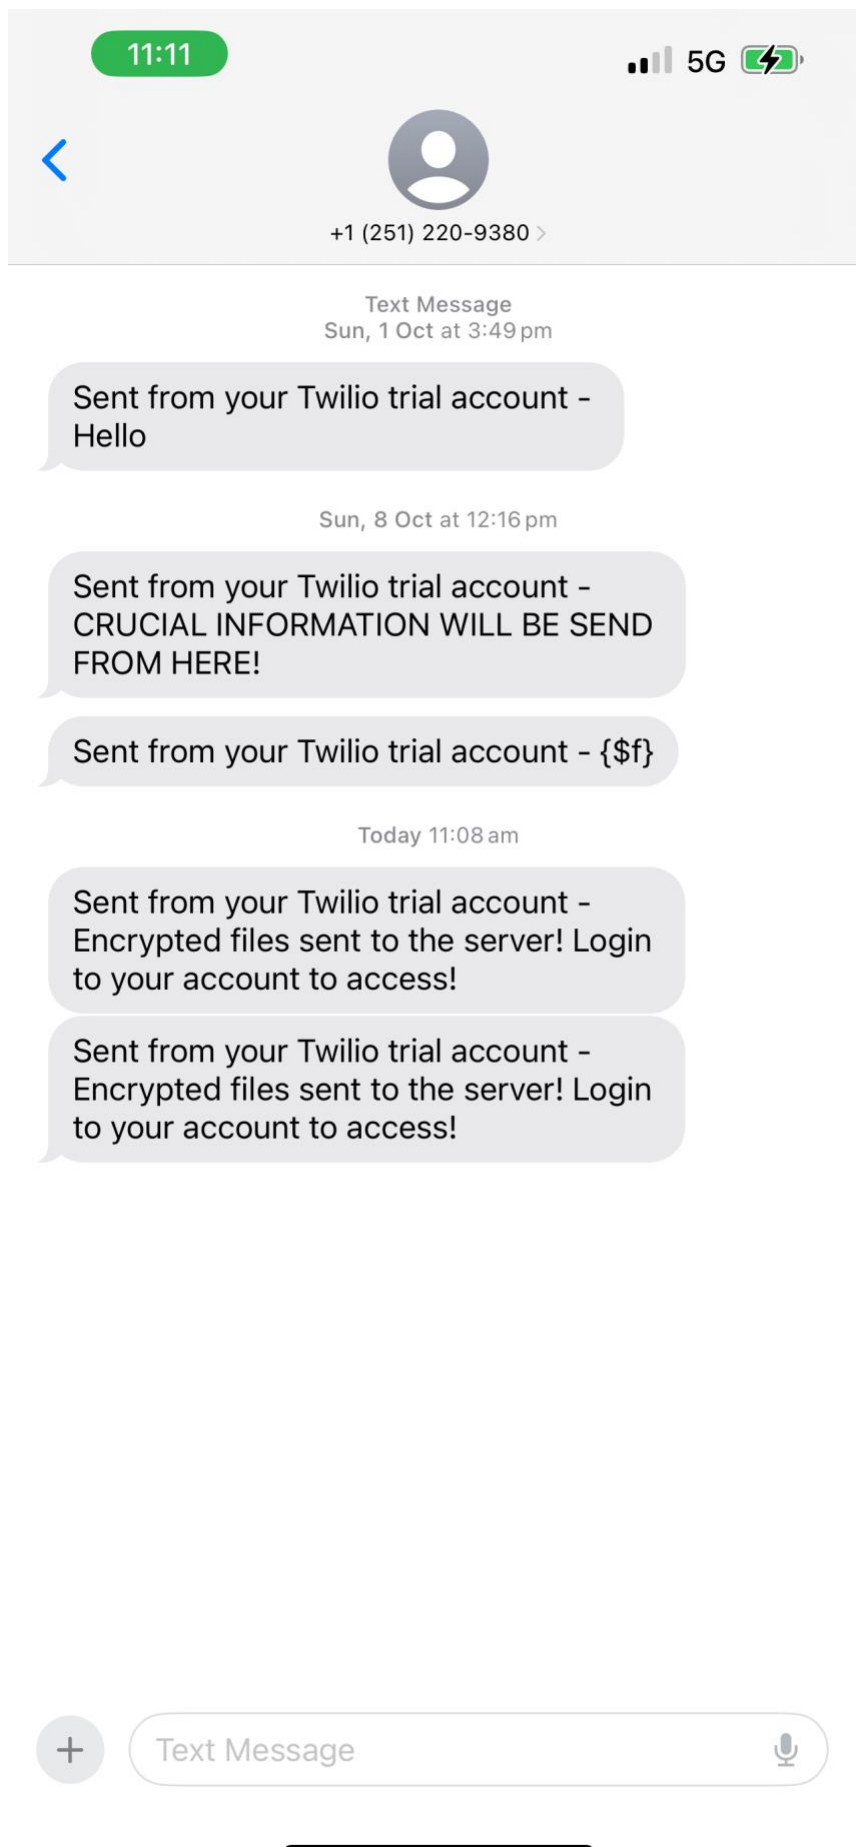 11:11
5G
+1 (251) 220-9380
Text Message
Sun, 1 Oct at 3:49 pm
Sent from your Twilio trial account -
Hello
Sun, 8 Oct at 12:16 pm
Sent from your Twilio trial account -
CRUCIAL INFORMATION WILL BE SEND
FROM HERE!
Sent from your Twilio trial account - {$f}
Today 11:08 am
Sent from your Twilio trial account -
Encrypted files sent to the server! Login
to your account to access!
Sent from your Twilio trial account -
Encrypted files sent to the server! Login
to your account to access!
Text Message